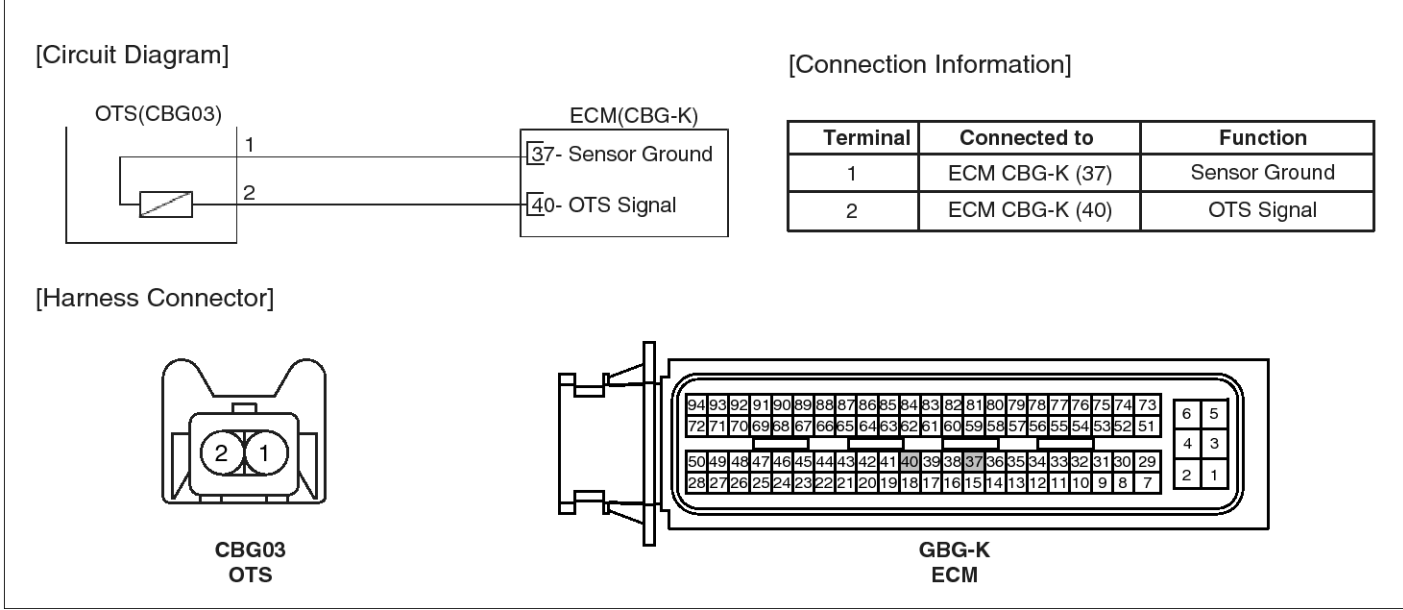 [Circuit Diagram]
OTS(CBG03)
1
2
ECM(CBG-K)
37- Sensor Ground
40- OTS Signal
[Connection Information]
Terminal Connected to Function
1 ECM CBG-K (37) Sensor Ground
2 ECM CBG-K (40) OTS Signal
[Harness Connector]
2 1
CBG03
OTS
94 93 92 91 90 89 88 87 86 85 84 83 82 81 80 79 78 77 76 75 74 73
72 71 70 69 68 67 66 65 64 63 62 61 60 59 58 57 56 55 54 53 52 51
50 49 48 47 46 45 44 43 42 41 40 39 38 37 36 35 34 33 32 31 30 29
28 27 26 25 24 23 22 21 20 19 18 17 16 15 14 13 12 11 10 9 8 7
6 5
4 3
2 1
GBG-K
ECM